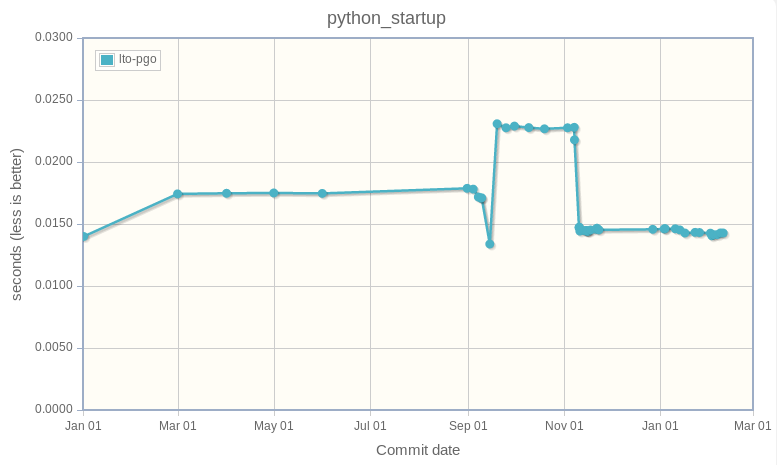 python_startup
lto-pgo
0.0300
0.0250
0.0200
0.0150
0.0100
0.0050
0.0000
seconds (less is better)
Jan 01 Mar 01 May 01 Jul 01 Sep 01 Nov 01 Jan 01 Mar 01
Commit date